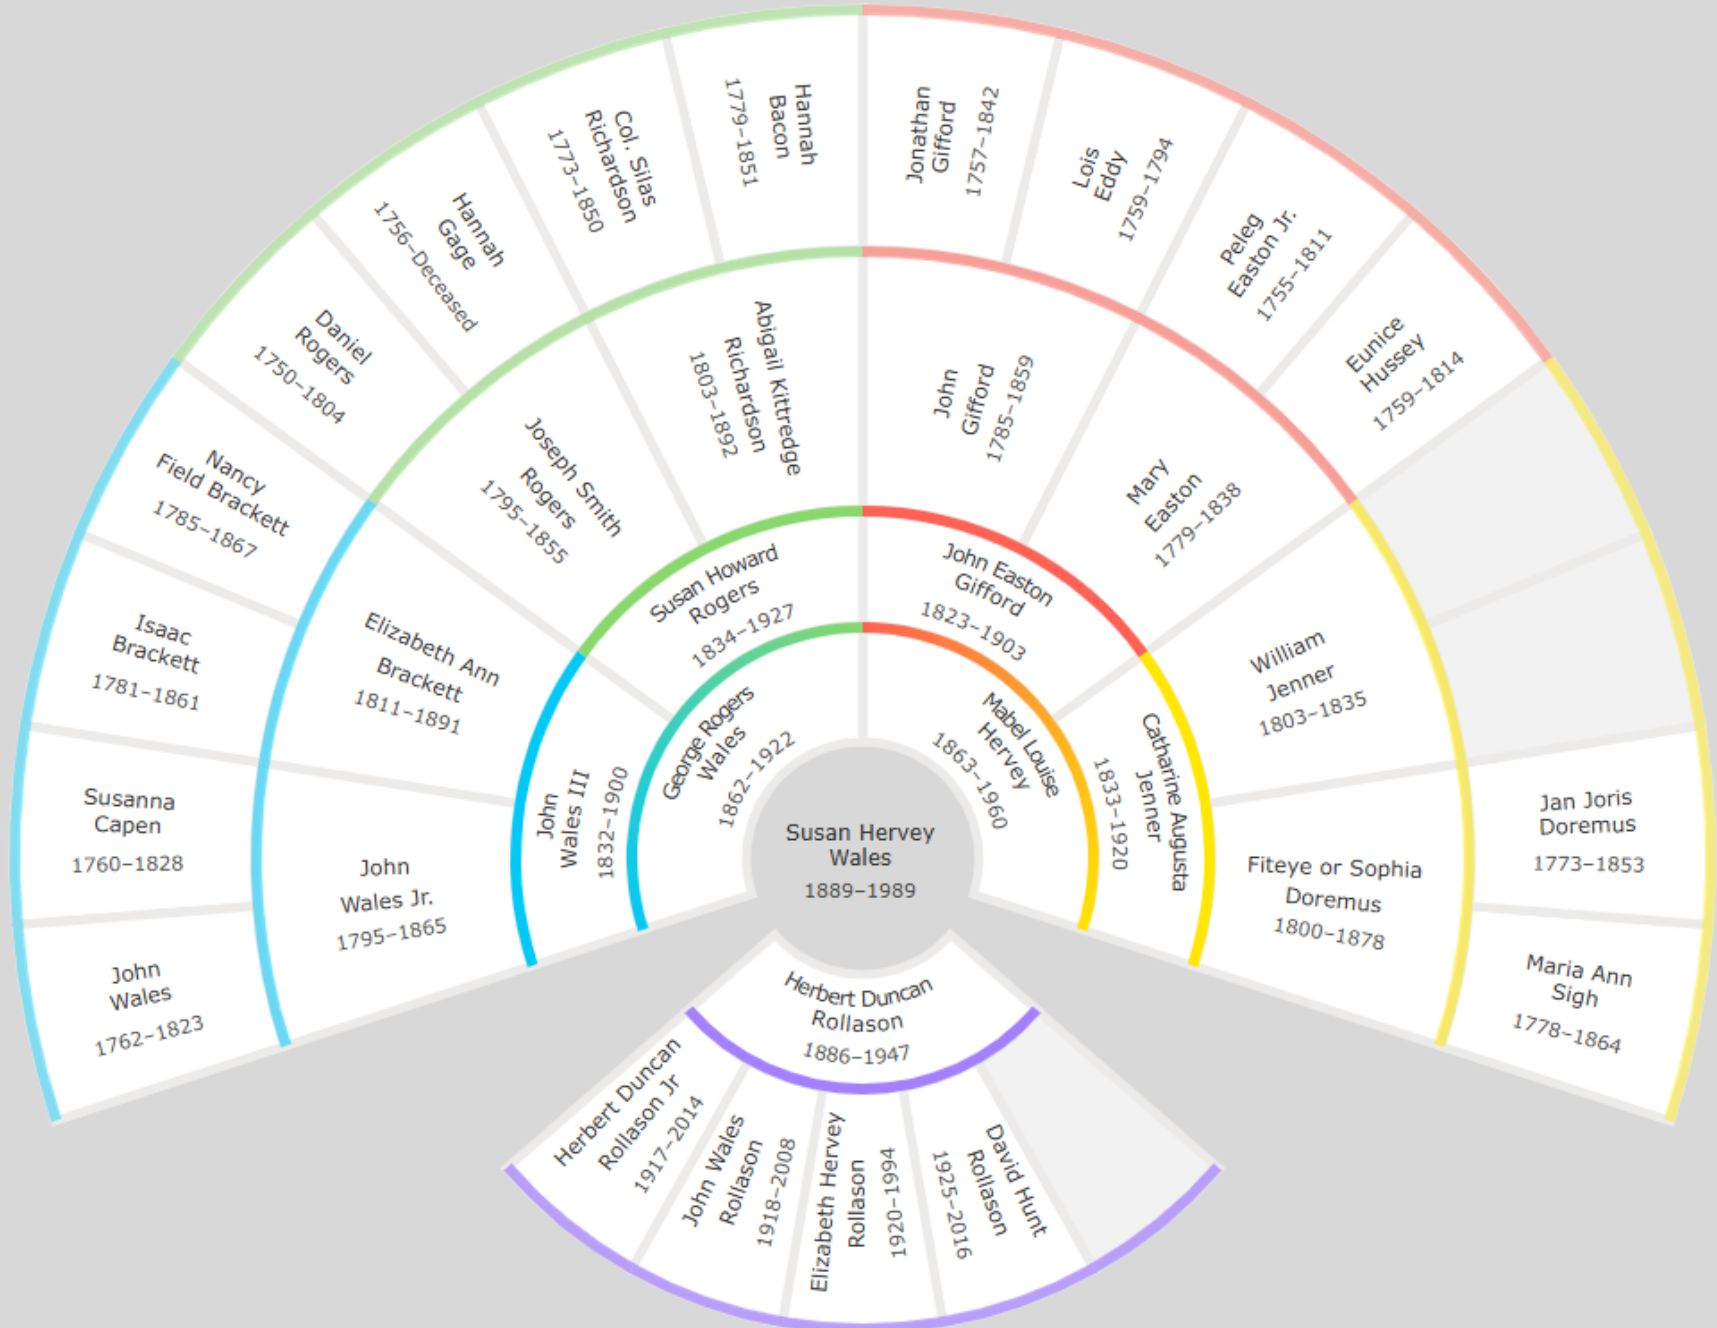 John
Wales
1762–1823
Susanna
Capen
1760–1828
Isaac
Brackett
1781–1861
Nancy
Field Brackett
1785–1867
Daniel
Rogers
1750–1804
Hannah
Gage
1756–Deceased
Col. Silas
Richardson
1773–1850
Hannah
Bacon
1779–1851
Jonathan
Gifford
1757–1842
Lois
Eddy
1759–1794
Peleg
Easton Jr.
1755–1811
Eunice
Hussey
1759–1814
Jan Joris
Doremus
1773–1853
Maria Ann
Sigh
1778–1864
John
Wales Jr.
1795–1865
Elizabeth Ann
Brackett
1811–1891
Joseph Smith
Rogers
1795–1855
Abigail Kittredge
Richardson
1803–1892
John
Gifford
1785–1859
Mary
Easton
1779–1838
William
Jenner
1803–1835
Fiteye or Sophia
Doremus
1800–1878
John
Wales III
1832–1900
Susan Howard
Rogers
1834–1927
John Easton
Gifford
1823–1903
Catharine Augusta
Jenner
1833–1920
George Rogers
Wales
1862–1922
Mabel Louise
Hervey
1863–1960
Susan Hervey
Wales
1889–1989
Herbert Duncan
Rollason
1886–1947
Herbert Duncan
Rollason Jr
1917–2014
John Wales
Rollason
1918–2008
Elizabeth Hervey
Rollason
1920–1994
David Hunt
Rollason
1925–2016